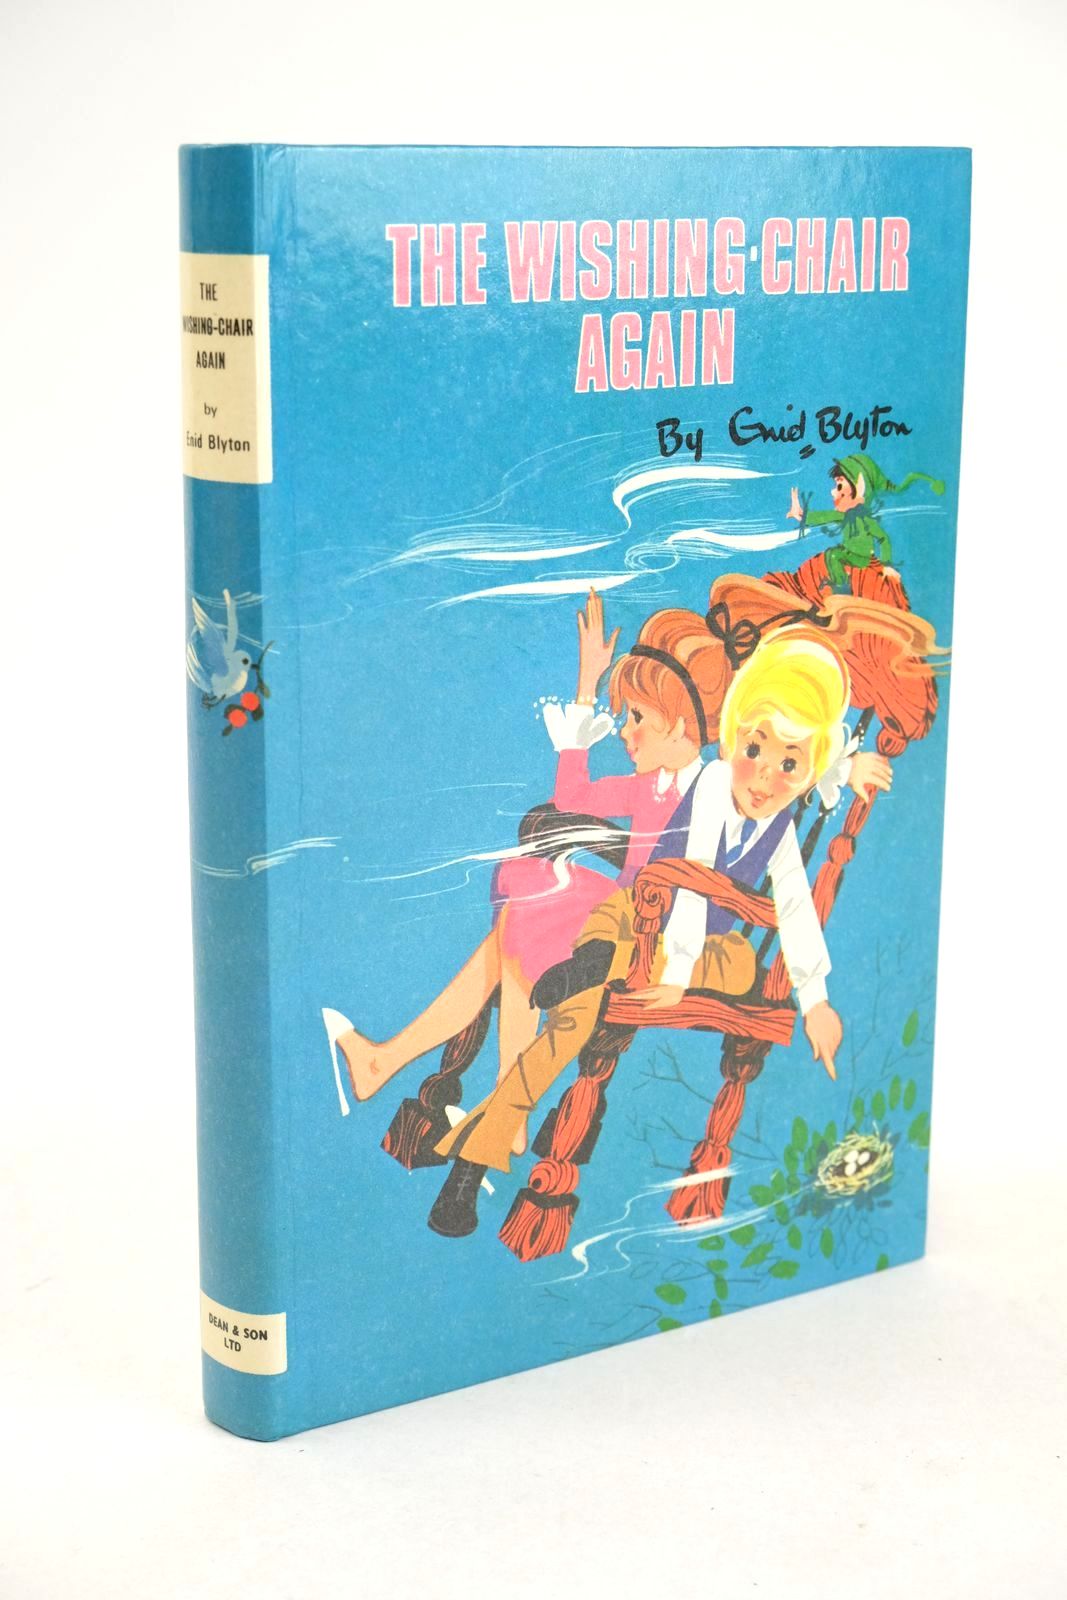 THE WISHING-CHAIR
AGAIN
By Enid Blyton
THE
WISHING-CHAIR
AGAIN
by
Enid Blyton
DEAN & SON
LTD